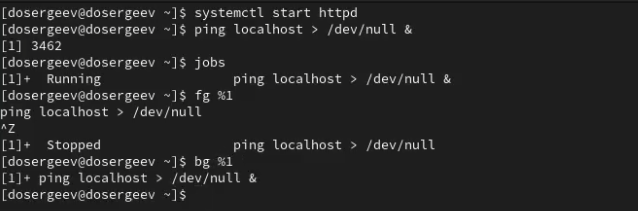 [dosergeev@dosergeev ~]$ systemctl start httpd
[dosergeev@dosergeev ~]$ ping localhost > /dev/null &
[1] 3462
[dosergeev@dosergeev ~]$ jobs
[1]+  Running                 ping localhost > /dev/null &
[dosergeev@dosergeev ~]$ fg %1
ping localhost > /dev/null
^Z
[1]+  Stopped                 ping localhost > /dev/null
[dosergeev@dosergeev ~]$ bg %1
[1]+ ping localhost > /dev/null &
[dosergeev@dosergeev ~]$